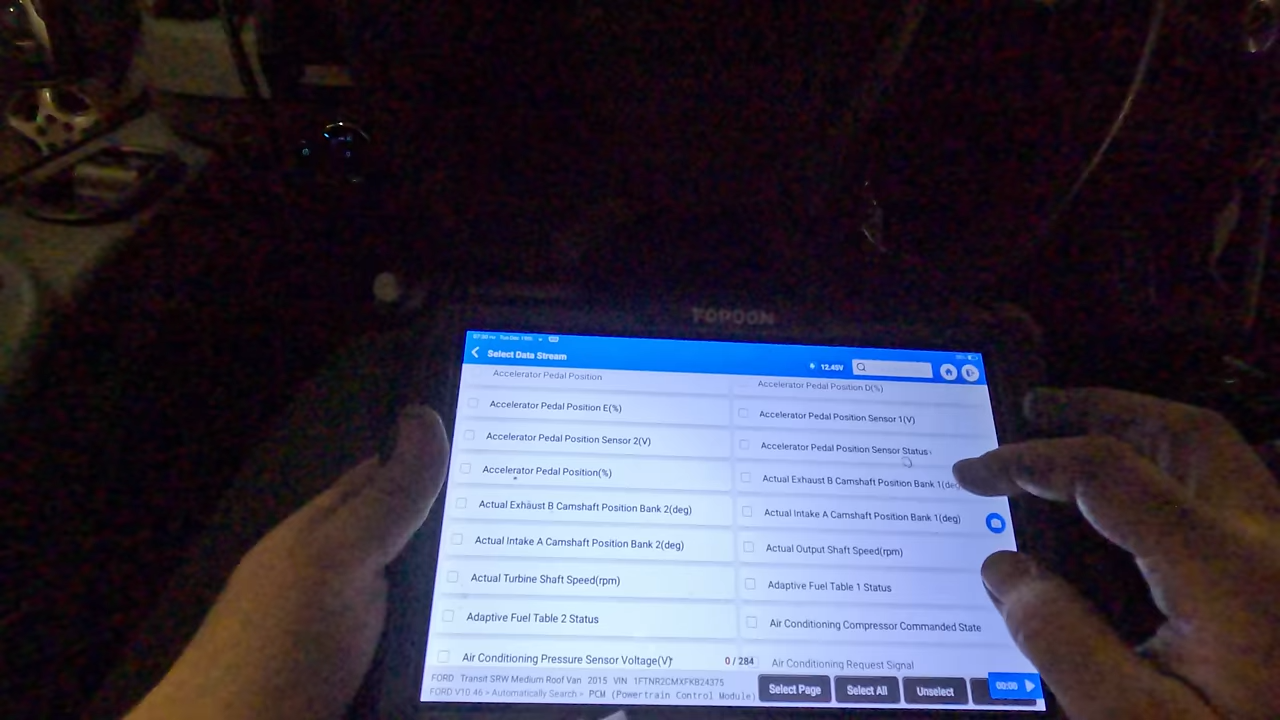 TOPDON
Select Data Stream
12.45V
Accelerator Pedal Position
Accelerator Pedal Position D(%)
Accelerator Pedal Position E(%)
Accelerator Pedal Position Sensor 1(V)
Accelerator Pedal Position Sensor 2(V)
Accelerator Pedal Position Sensor Status
Accelerator Pedal Position(%)
Actual Exhaust B Camshaft Position Bank 1(deg)
Actual Exhaust B Camshaft Position Bank 2(deg)
Actual Intake A Camshaft Position Bank 1(deg)
Actual Intake A Camshaft Position Bank 2(deg)
Actual Output Shaft Speed(rpm)
Actual Turbine Shaft Speed(rpm)
Adaptive Fuel Table 1 Status
Adaptive Fuel Table 2 Status
Air Conditioning Compressor Commanded State
Air Conditioning Pressure Sensor Voltage(V)
0 / 284
Air Conditioning Request Signal
FORD Transit SRW Medium Roof Van 2015 VIN 1FTNR2CMXFKB24375
FORD V10.46 > Automatically Search > PCM (Powertrain Control Module)
Select Page
Select All
Unselect
00:00